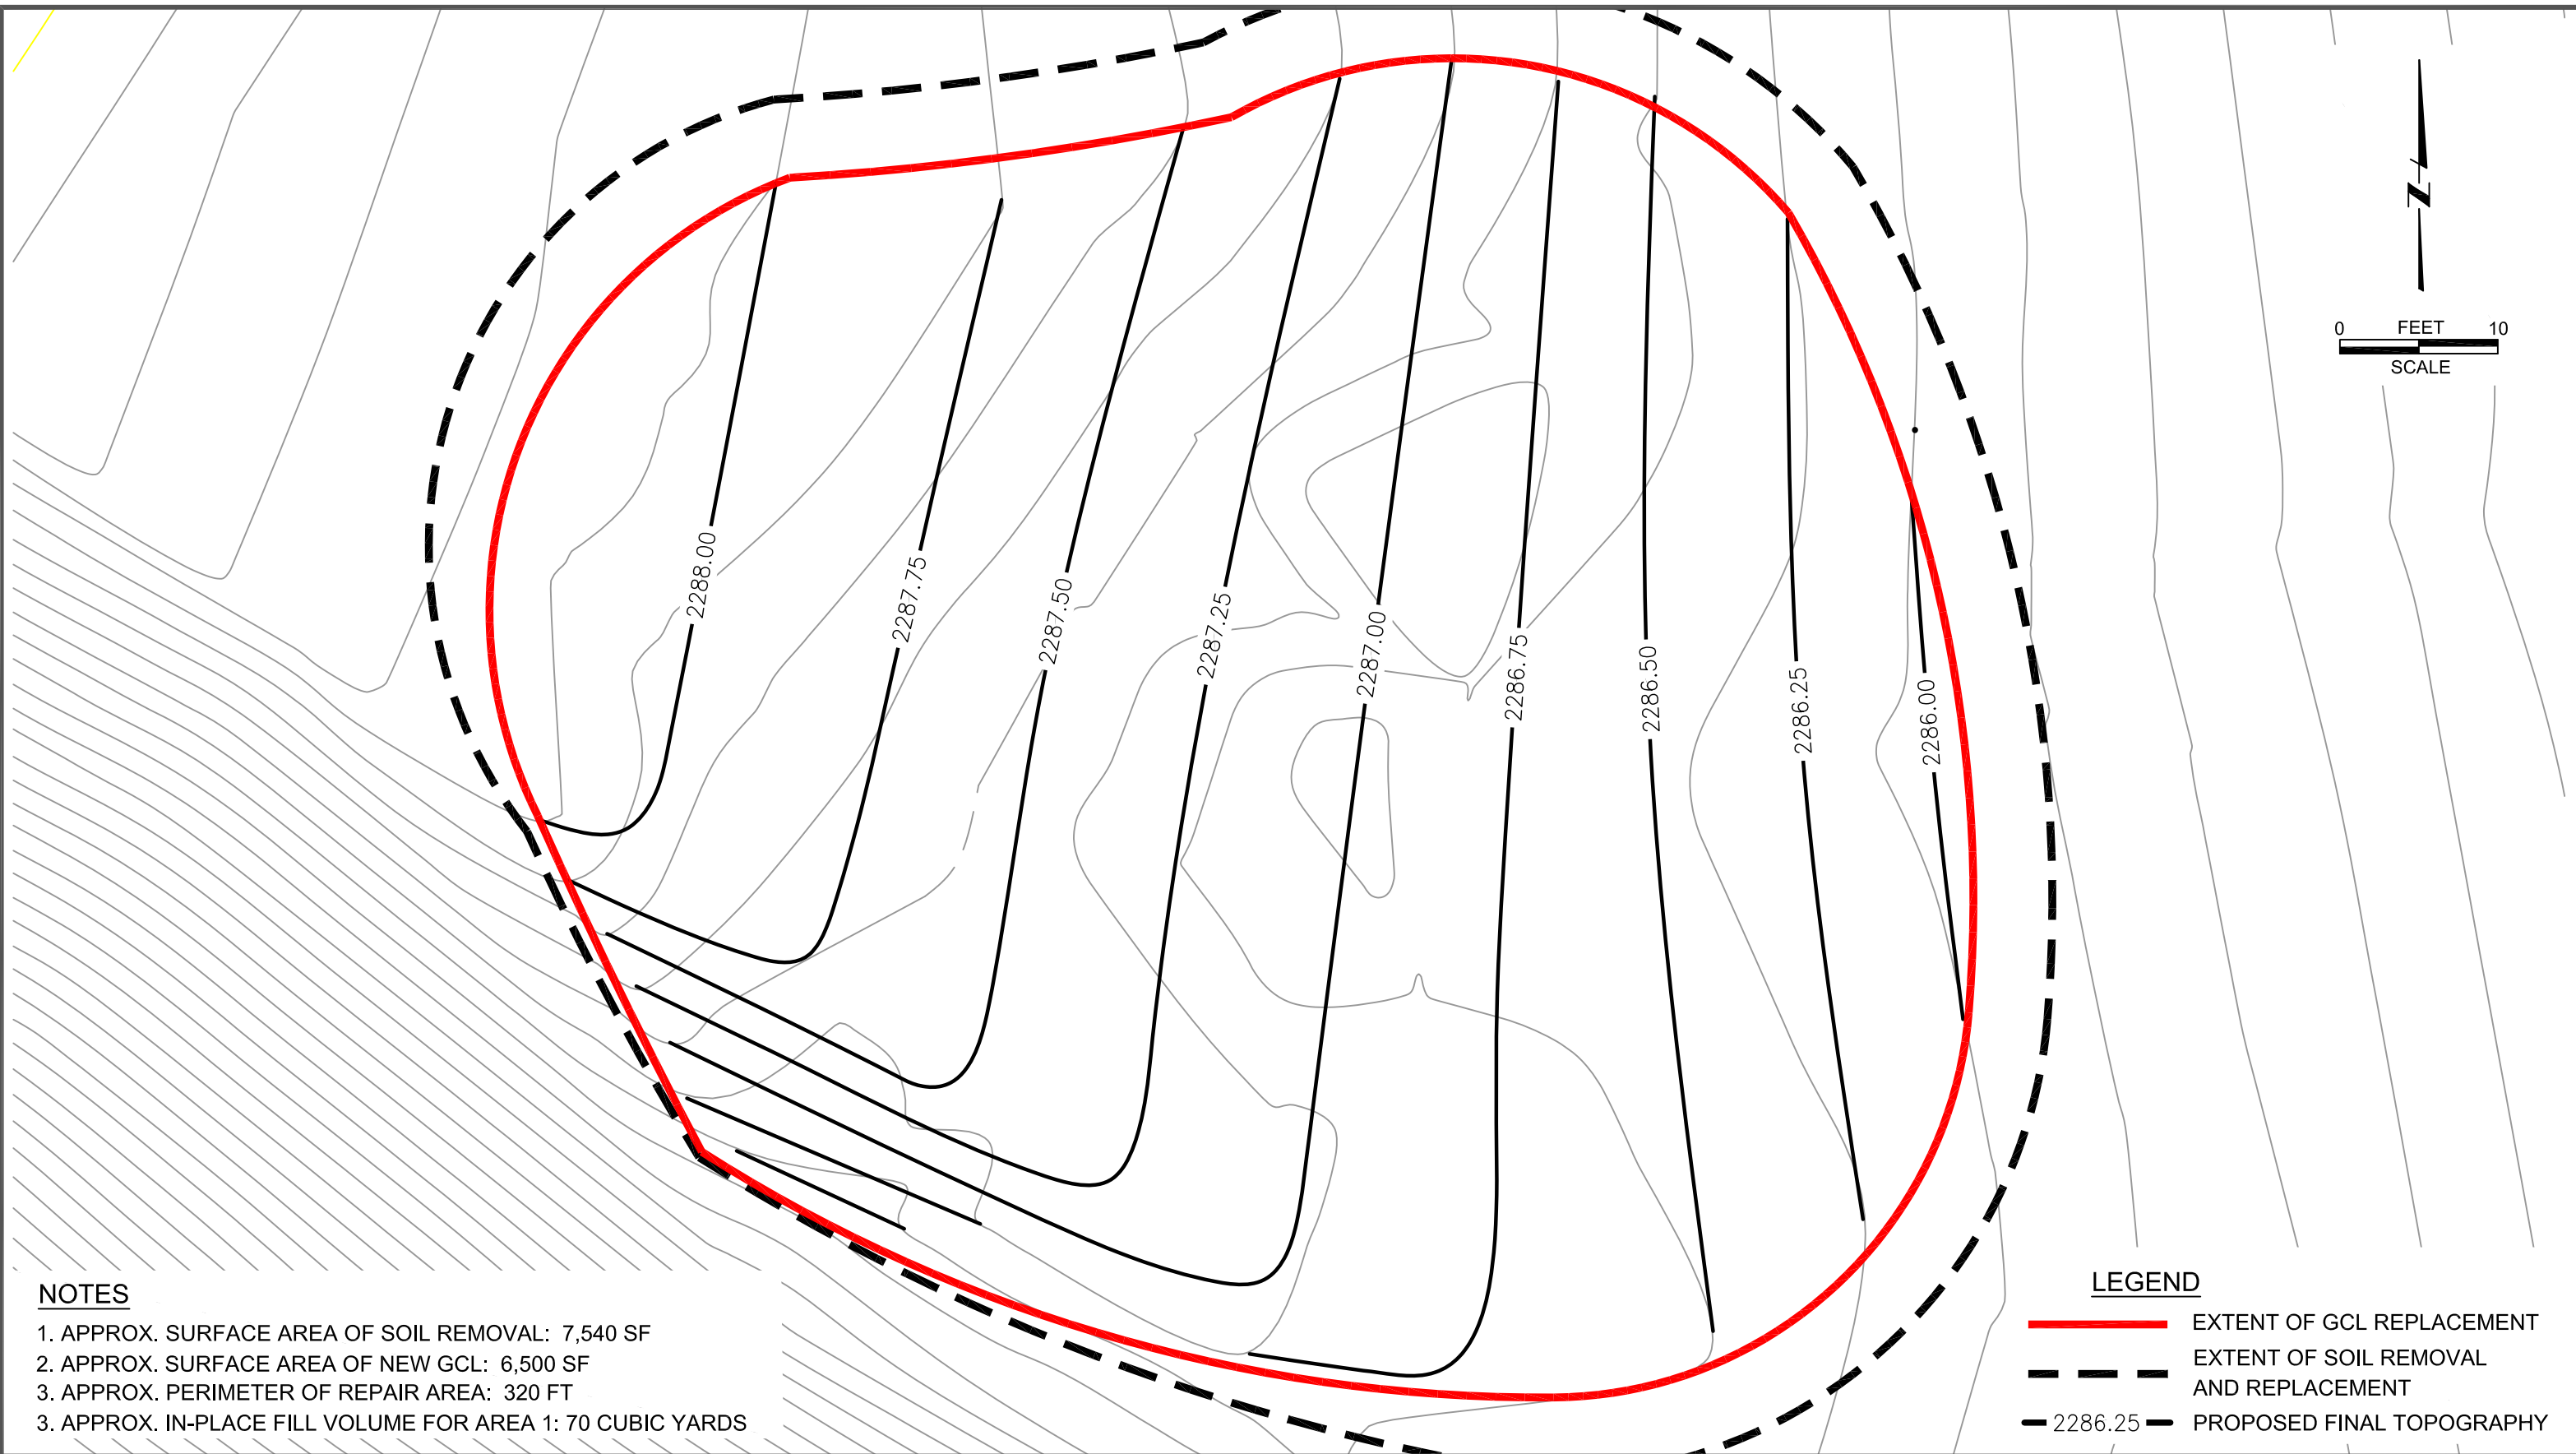 N
0 FEET 10
SCALE
2288.00
2287.75
2287.50
2287.25
2287.00
2286.75
2286.50
2286.25
2286.00
NOTES
1. APPROX. SURFACE AREA OF SOIL REMOVAL: 7,540 SF
2. APPROX. SURFACE AREA OF NEW GCL: 6,500 SF
3. APPROX. PERIMETER OF REPAIR AREA: 320 FT
3. APPROX. IN-PLACE FILL VOLUME FOR AREA 1: 70 CUBIC YARDS
LEGEND
EXTENT OF GCL REPLACEMENT
EXTENT OF SOIL REMOVAL
AND REPLACEMENT
2286.25 PROPOSED FINAL TOPOGRAPHY